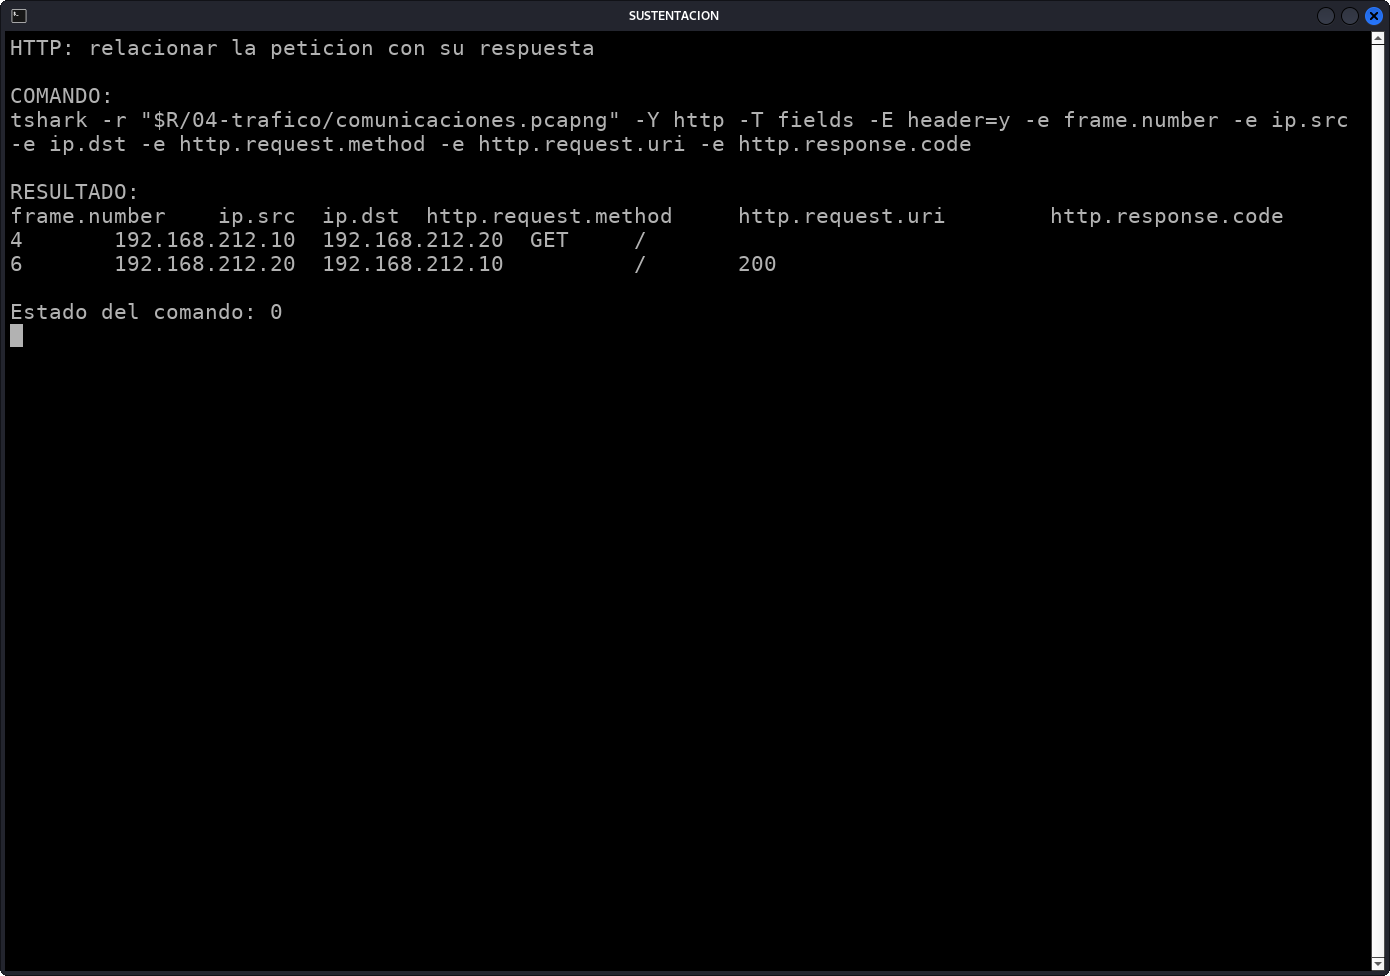 SUSTENTACION
HTTP: relacionar la peticion con su respuesta
COMANDO:
tshark -r "$R/04-trafico/comunicaciones.pcapng" -Y http -T fields -E header=y -e frame.number -e ip.src
-e ip.dst -e http.request.method -e http.request.uri -e http.response.code
RESULTADO:
frame.number    ip.src  ip.dst  http.request.method     http.request.uri        http.response.code
4       192.168.212.10  192.168.212.20  GET     /
6       192.168.212.20  192.168.212.10          /       200
Estado del comando: 0